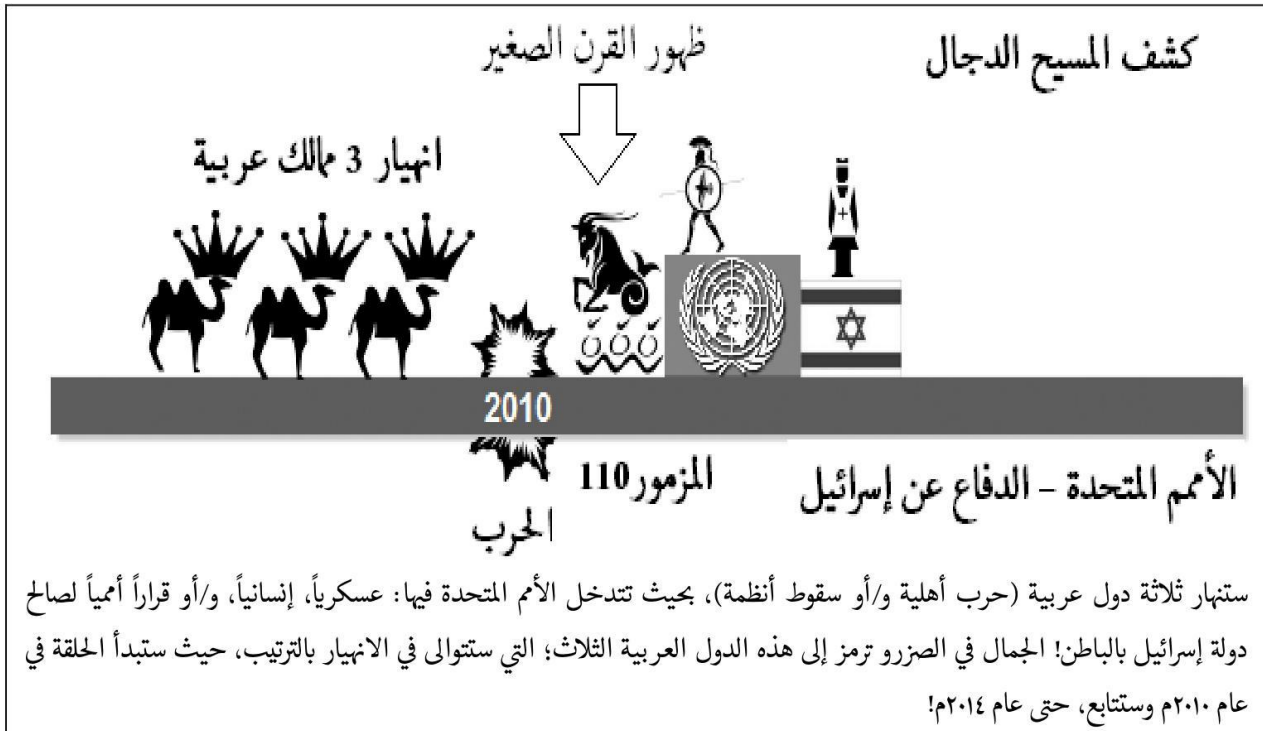 كشف المسيح الدجال
ظهور القرن الصغير
انهيار 3 ممالك عربية
2010
المزمور 110
الأمم المتحدة – الدفاع عن إسرائيل
الحرب
ستنهار ثلاثة دول عربية (حرب أهلية و/أو سقوط أنظمة)، بحيث تتدخل الأمم المتحدة فيها: عسكرياً، إنسانياً، و/أو قراراً أممياً لصالح
دولة إسرائيل بالباطن! الجمال في الصزرو ترمز إلى هذه الدول العربية الثلاث؛ التي ستتوالى في الانهيار بالترتيب، حيث ستبدأ الحلقة في
عام ٢٠١٠م وستتابع، حتى عام ٢٠١٤م!